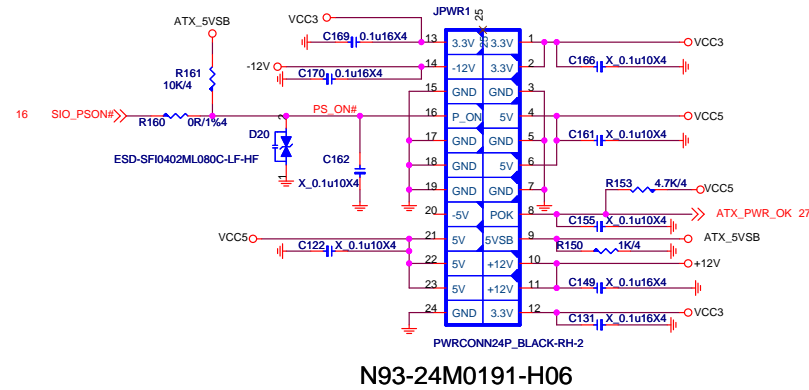 JPWR1
25
25
ATX_5VSB
VCC3
C169 0.1u16X4
13 3.3V 3.3V 1
VCC3
C166 X_0.1u10X4
-12V
14 -12V 3.3V 2
C170 0.1u16X4
R161
10K/4
15 GND GND 3
16 SIO_PSON#
R160 0R/1%4
PS_ON#
16 P_ON 5V 4
VCC5
D20
2
1
ESD-SFI0402ML080C-LF-HF
C162
X_0.1u10X4
17 GND GND 5
C161 X_0.1u10X4
18 GND 5V 6
19 GND GND 7
R153 4.7K/4
VCC5
20 -5V POK 8
ATX_PWR_OK 27
C155 X_0.1u10X4
VCC5
21 5V 5VSB 9
ATX_5VSB
C122 X_0.1u10X4
R150 1K/4
22 5V +12V 10
+12V
23 5V +12V 11
C149 X_0.1u16X4
24 GND 3.3V 12
VCC3
C131 X_0.1u16X4
PWRCONN24P_BLACK-RH-2
N93-24M0191-H06